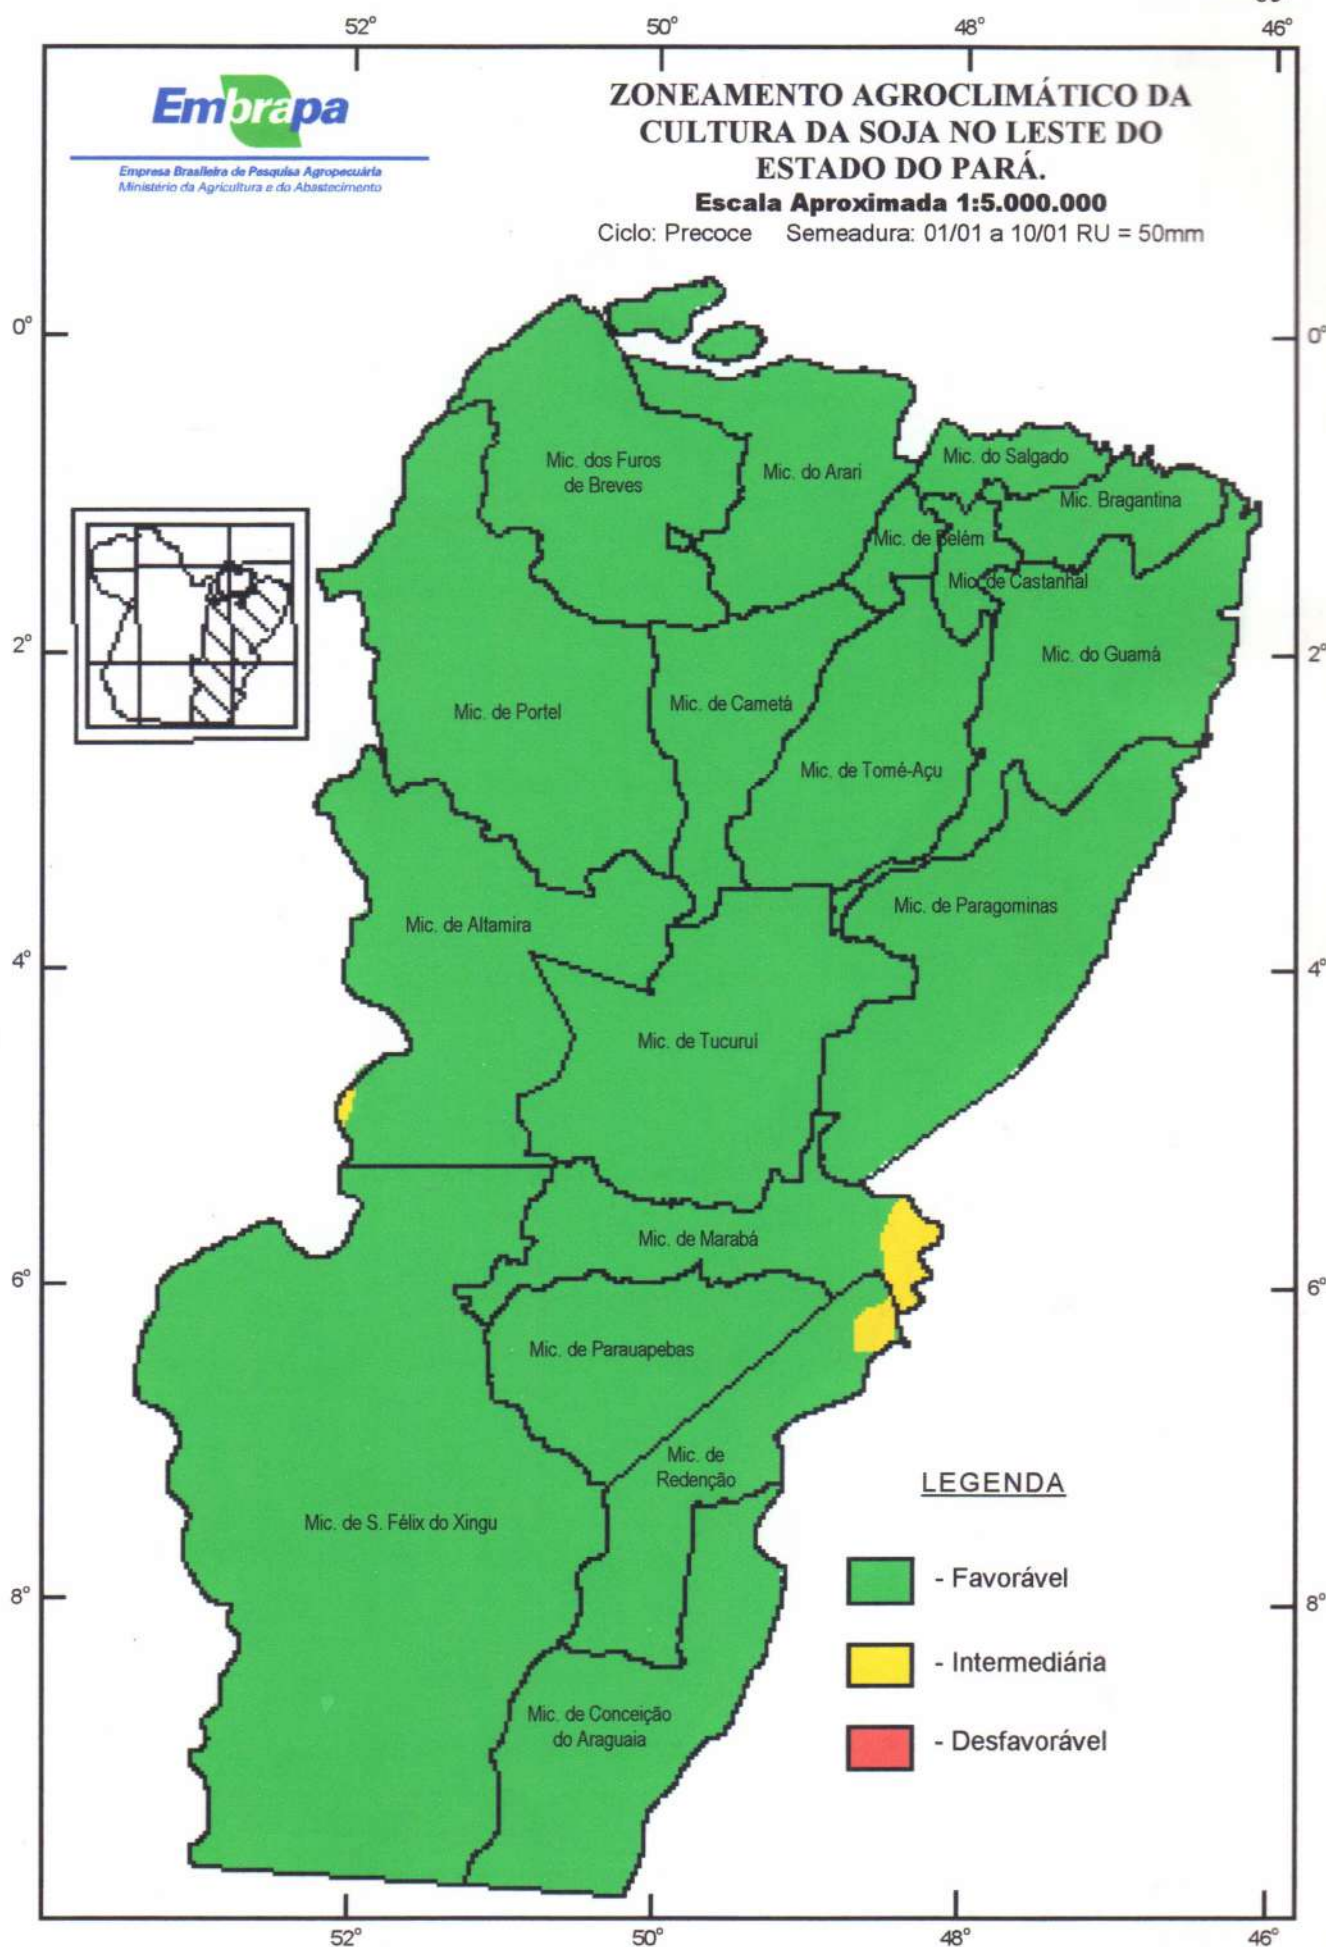 52°
50°
48°
46°
Embrapa
Empresa Brasileira de Pesquisa Agropecuária
Ministério da Agricultura e do Abastecimento
ZONEAMENTO AGROCLIMÁTICO DA
CULTURA DA SOJA NO LESTE DO
ESTADO DO PARÁ.
Escala Aproximada 1:5.000.000
Ciclo: Precoce Semeadura: 01/01 a 10/01 RU = 50mm
0°
0°
Mic. dos Furos
de Breves
Mic. do Arari
Mic. do Salgado
Mic. Bragantina
Mic. de Belém
Mic. de Castanhal
2°
Mic. do Guamá
2°
Mic. de Portel
Mic. de Cametá
Mic. de Tomé-Açu
Mic. de Altamira
Mic. de Paragominas
4°
4°
Mic. de Tucuruí
Mic. de Marabá
6°
6°
Mic. de Parauapebas
Mic. de
Redenção
Mic. de S. Félix do Xingu
LEGENDA
- Favorável
8°
8°
- Intermediária
Mic. de Conceição
do Araguaia
- Desfavorável
52°
50°
48°
46°